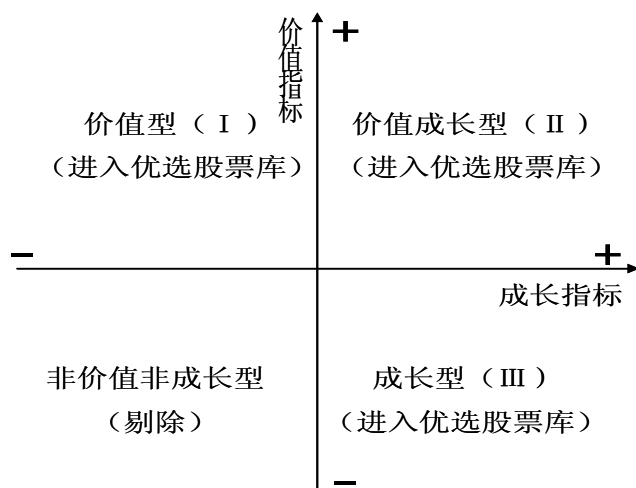 价值指标
+
价值型（Ⅰ）
（进入优选股票库）
价值成长型（Ⅱ）
（进入优选股票库）
−
+
成长指标
非价值非成长型
（剔除）
成长型（Ⅲ）
（进入优选股票库）
−